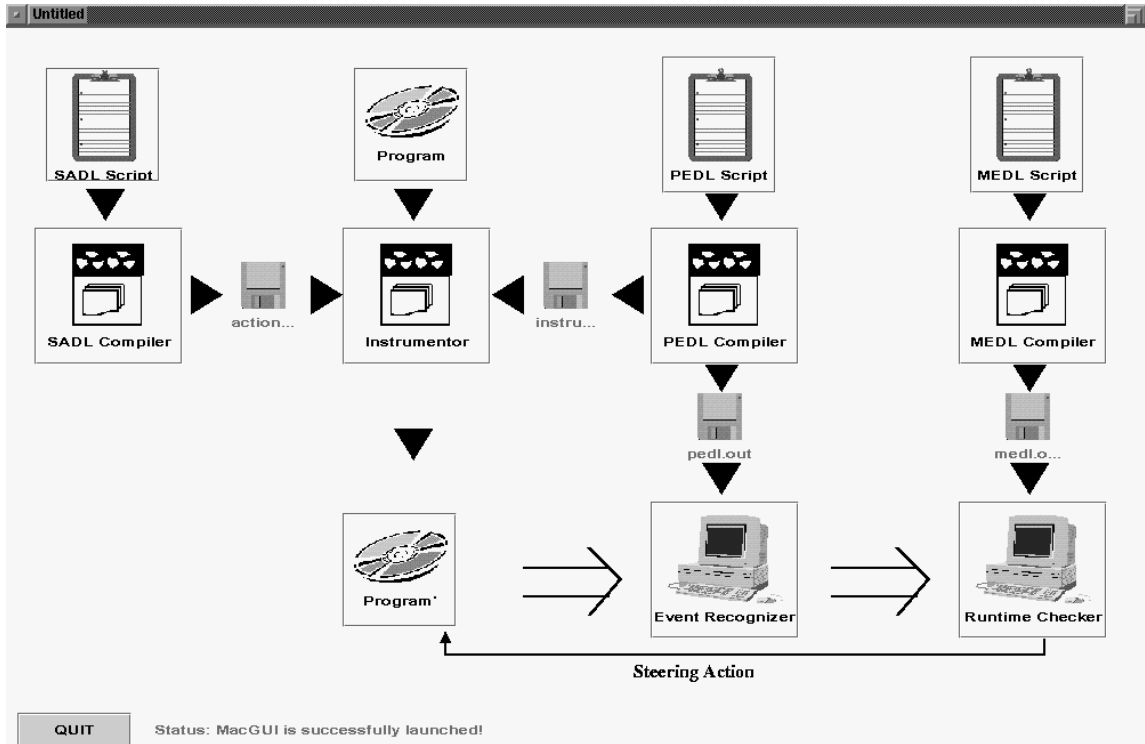 Untitled
SADL Script
Program
PEDL Script
MEDL Script
SADL Compiler
action...
Instrumentor
instru...
PEDL Compiler
MEDL Compiler
pedl.out
medl.o...
Program'
Event Recognizer
Runtime Checker
Steering Action
QUIT
Status: MacGUI is successfully launched!